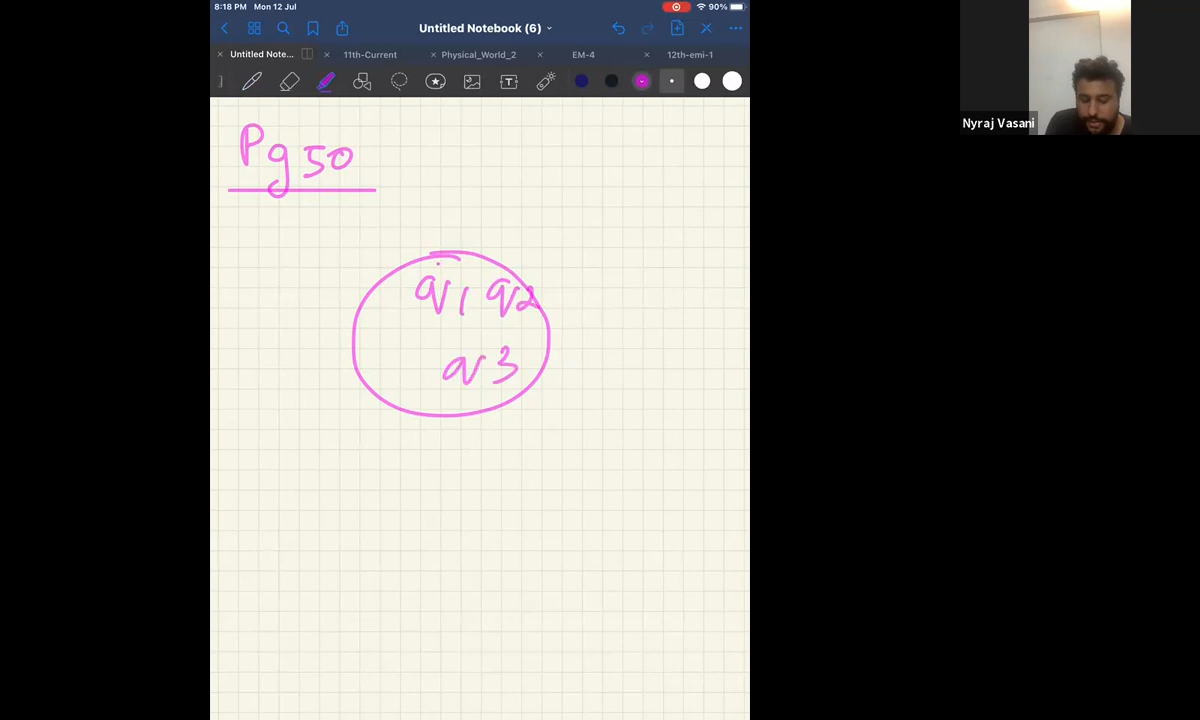 8:18 PM Mon 12 Jul 90%
Untitled Notebook (6)
Untitled Note... 11th-Current Physical_World_2 EM-4 12th-emi-1
Nyraj Vasani
Pg 50
q1 q2
q3